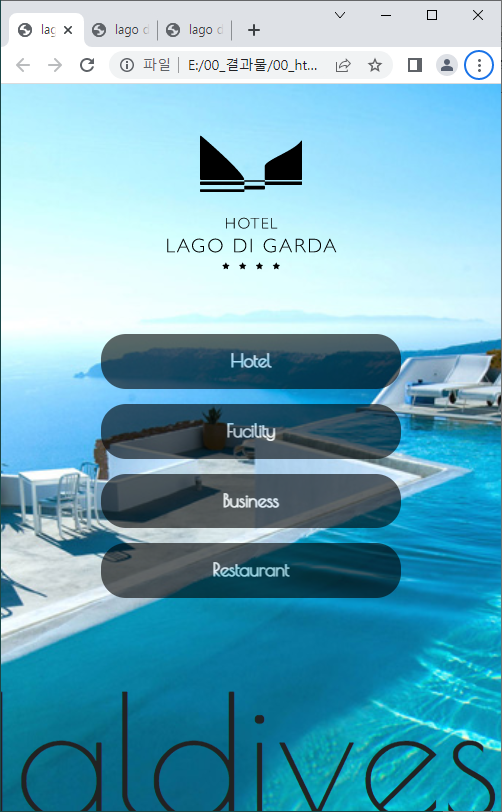 lag
lago d
lago d
파일
E:/00_결과물/00_ht...
HOTEL
LAGO DI GARDA
Hotel
Fucility
Business
Restaurant
aldives